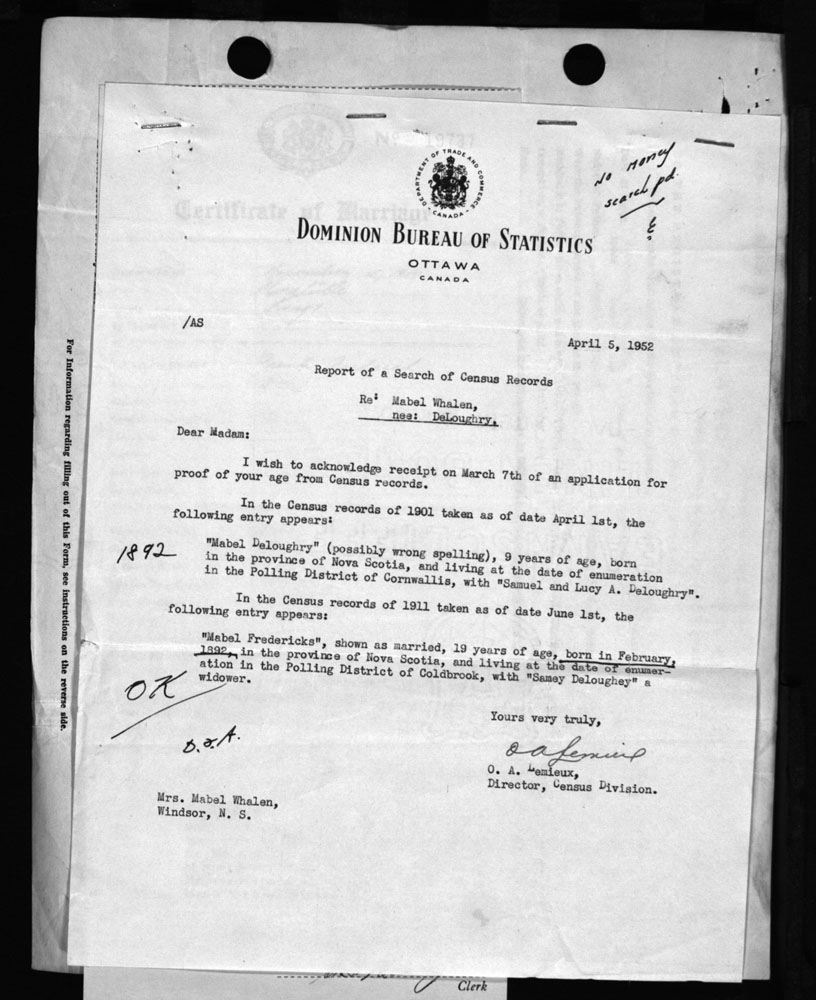 No money
search pd.
DEPARTMENT OF TRADE AND COMMERCE
CANADA
Certificate of Marriage
DOMINION BUREAU OF STATISTICS
OTTAWA
CANADA
/AS
April 5, 1952
Report of a Search of Census Records
Re: Mabel Whalen,
nee: DeLoughry.
Dear Madam:
I wish to acknowledge receipt on March 7th of an application for
proof of your age from Census records.
In the Census records of 1901 taken as of date April 1st, the
following entry appears:
1892
"Mabel Deloughry" (possibly wrong spelling), 9 years of age, born
in the province of Nova Scotia, and living at the date of enumeration
in the Polling District of Cornwallis, with "Samuel and Lucy A. Deloughry".
In the Census records of 1911 taken as of date June 1st, the
following entry appears:
"Mabel Fredericks", shown as married, 19 years of age, born in February,
1892, in the province of Nova Scotia, and living at the date of enumer-
ation in the Polling District of Coldbrook, with "Samey Deloughey" a
widower.
OK
Yours very truly,
O. A. Lemieux,
Director, Census Division.
Mrs. Mabel Whalen,
Windsor, N. S.
For Information regarding filling out of this Form, see instructions on the reverse side.
Clerk